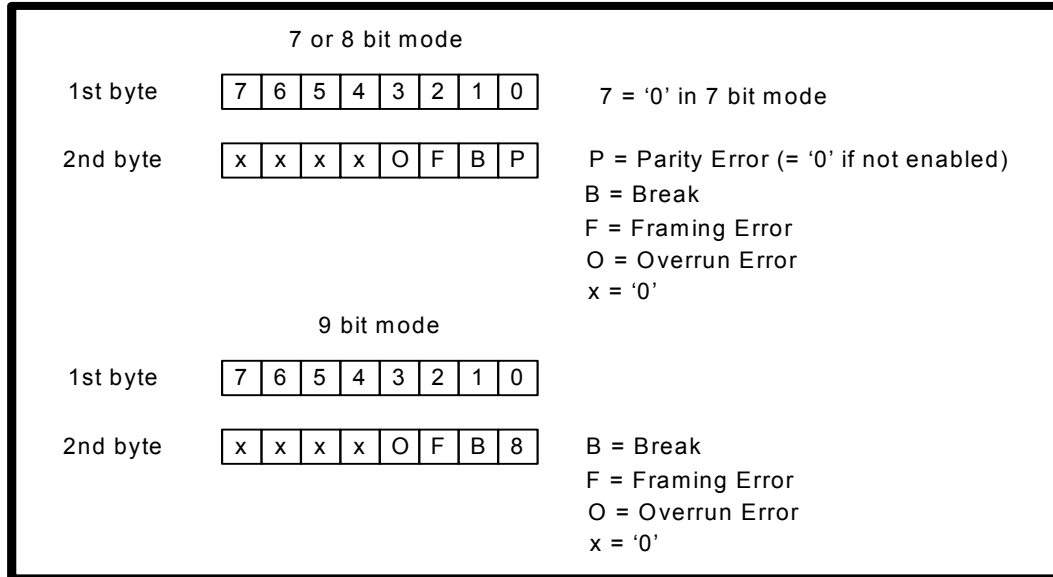 7 or 8 bit mode
1st byte 7 6 5 4 3 2 1 0 7 = ‘0’ in 7 bit mode
2nd byte x x x x O F B P P = Parity Error (= ‘0’ if not enabled)
B = Break
F = Framing Error
O = Overrun Error
x = ‘0’
9 bit mode
1st byte 7 6 5 4 3 2 1 0
2nd byte x x x x O F B 8 B = Break
F = Framing Error
O = Overrun Error
x = ‘0’